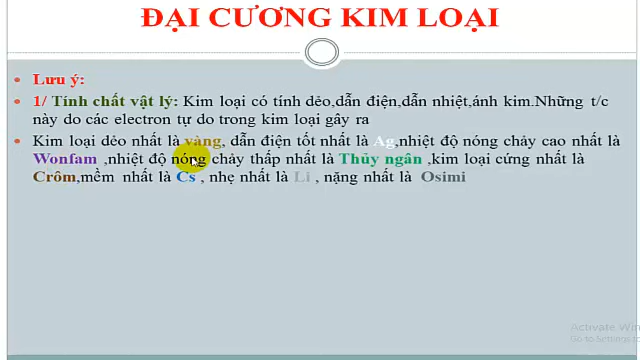 ĐẠI CƯƠNG KIM LOẠI
Lưu ý:
1/ Tính chất vật lý: Kim loại có tính dẻo,dẫn điện,dẫn nhiệt,ánh kim.Những t/c
này do các electron tự do trong kim loại gây ra
Kim loại dẻo nhất là vàng, dẫn điện tốt nhất là Ag,nhiệt độ nóng chảy cao nhất là
Wonfam ,nhiệt độ nóng chảy thấp nhất là Thủy ngân ,kim loại cứng nhất là
Crôm,mềm nhất là Cs , nhẹ nhất là Li , nặng nhất là Osimi
Activate Win
Go to Settings to